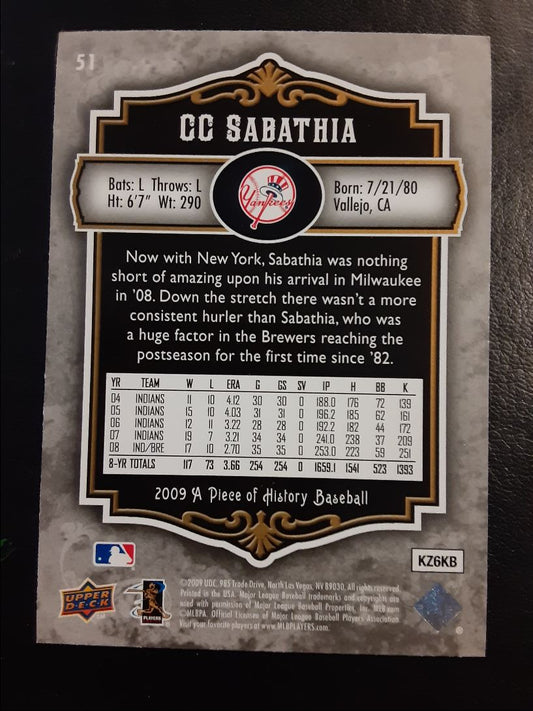 51
CC SABATHIA
Bats: L Throws: L
Ht: 6'7" Wt: 290
Yankees
Born: 7/21/80
Vallejo, CA
Now with New York, Sabathia was nothing
short of amazing upon his arrival in Milwaukee
in '08. Down the stretch there wasn't a more
consistent hurler than Sabathia, who was
a huge factor in the Brewers reaching the
postseason for the first time since '82.
YR TEAM W L ERA G GS SV IP H BB K
04 INDIANS 11 10 4.12 30 30 0 188.0 176 72 139
05 INDIANS 15 10 4.03 31 31 0 196.2 185 62 161
06 INDIANS 12 11 3.22 28 28 0 192.2 182 44 172
07 INDIANS 19 7 3.21 34 34 0 241.0 238 37 209
08 IND/BRE 17 10 2.70 35 35 0 253.0 223 59 251
8-YR TOTALS 117 73 3.66 254 254 0 1659.1 1541 523 1393
2009 A Piece of History Baseball
KZ6KB
UPPER
DECK
PLAYERS
©2009 UDC. 985 Trade Drive, North Las Vegas, NV 89030. All rights reserved.
Printed in the USA. Major League Baseball trademarks and copyrights are
used with permission of Major League Baseball Properties, Inc. MLB.com
©MLBPA. Official Licensee of Major League Baseball Players Association
Visit your favorite players at www.MLBPLAYERS.com.
®